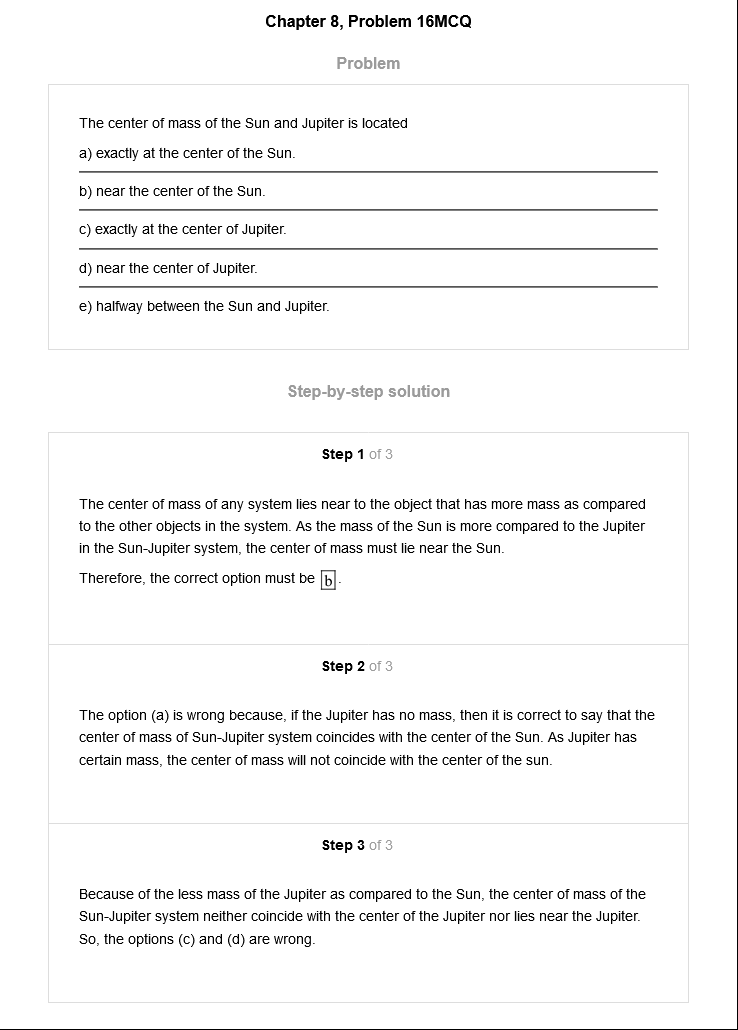 Chapter 8, Problem 16MCQ
Problem
The center of mass of the Sun and Jupiter is located
a) exactly at the center of the Sun.
b) near the center of the Sun.
c) exactly at the center of Jupiter.
d) near the center of Jupiter.
e) halfway between the Sun and Jupiter.
Step-by-step solution
Step 1 of 3
The center of mass of any system lies near to the object that has more mass as compared
to the other objects in the system. As the mass of the Sun is more compared to the Jupiter
in the Sun-Jupiter system, the center of mass must lie near the Sun.
Therefore, the correct option must be b.
Step 2 of 3
The option (a) is wrong because, if the Jupiter has no mass, then it is correct to say that the
center of mass of Sun-Jupiter system coincides with the center of the Sun. As Jupiter has
certain mass, the center of mass will not coincide with the center of the sun.
Step 3 of 3
Because of the less mass of the Jupiter as compared to the Sun, the center of mass of the
Sun-Jupiter system neither coincide with the center of the Jupiter nor lies near the Jupiter.
So, the options (c) and (d) are wrong.